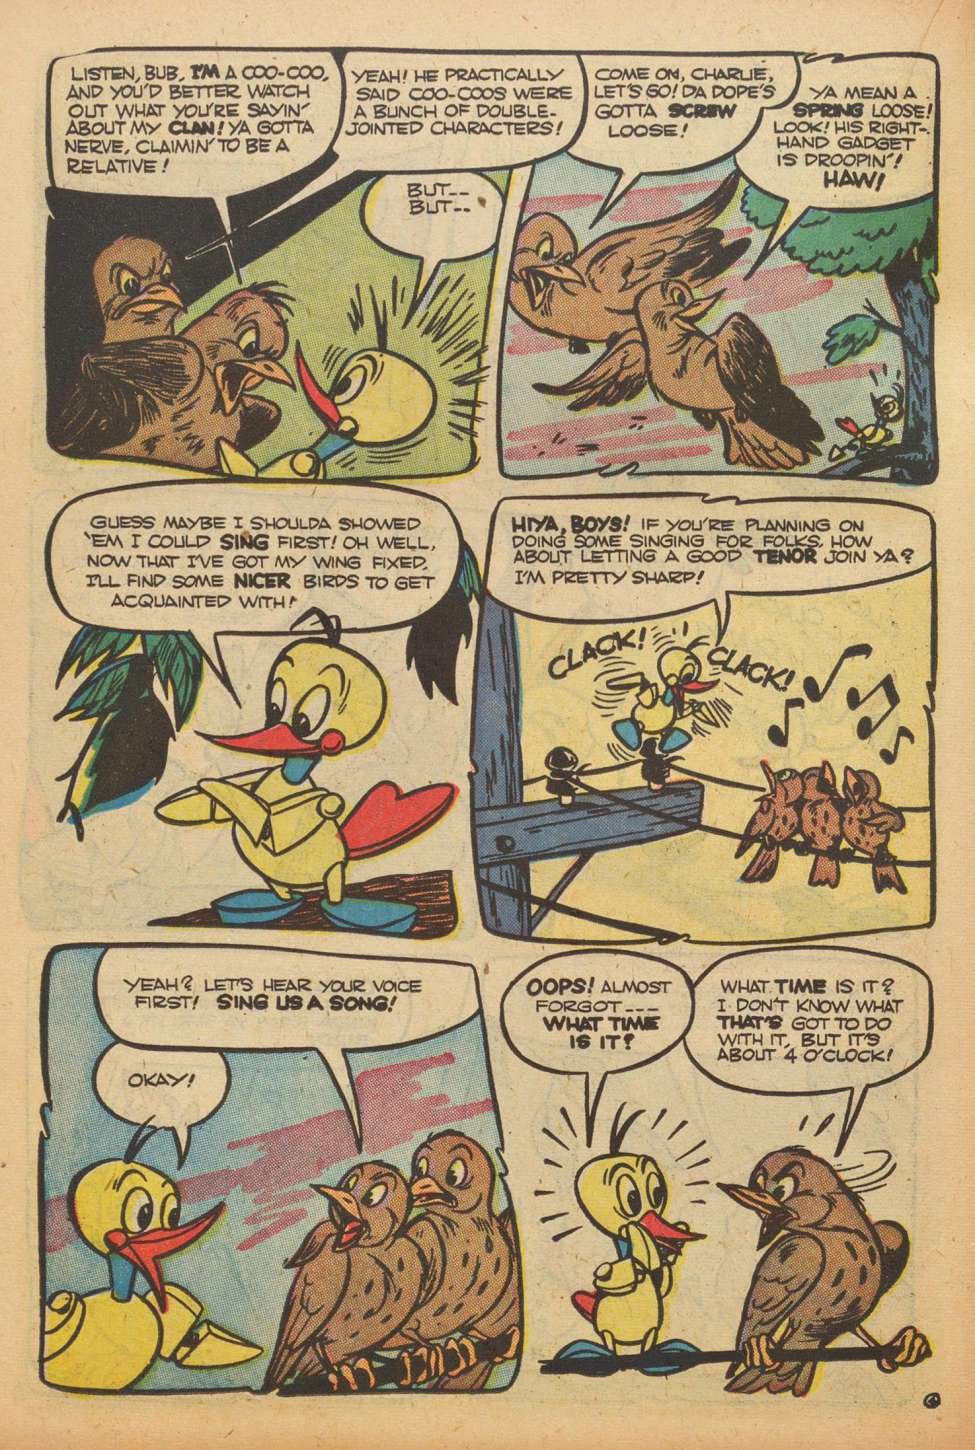 LISTEN, BUB, I'M A COO-COO,
AND YOU'D BETTER WATCH
OUT WHAT YOU'RE SAYIN'
ABOUT MY CLAN! YA GOTTA
NERVE, CLAIMIN' TO BE A
RELATIVE!
YEAH! HE PRACTICALLY
SAID COO-COOS WERE
A BUNCH OF DOUBLE-
JOINTED CHARACTERS!
BUT--
BUT--
COME ON, CHARLIE,
LET'S GO! DA DOPE'S
GOTTA SCREW
LOOSE!
YA MEAN A
SPRING LOOSE!
LOOK! HIS RIGHT-
HAND GADGET
IS DROOPIN'!
HAW!
GUESS MAYBE I SHOULDA SHOWED
'EM I COULD SING FIRST! OH WELL,
NOW THAT I'VE GOT MY WING FIXED,
I'LL FIND SOME NICER BIRDS TO GET
ACQUAINTED WITH!
HIYA, BOYS! IF YOU'RE PLANNING ON
DOING SOME SINGING FOR FOLKS, HOW
ABOUT LETTING A GOOD TENOR JOIN YA?
I'M PRETTY SHARP!
CLACK!
CLACK!
YEAH? LET'S HEAR YOUR VOICE
FIRST! SING US A SONG!
OKAY!
OOPS! ALMOST
FORGOT---
WHAT TIME
IS IT?
WHAT TIME IS IT?
I DON'T KNOW WHAT
THAT'S GOT TO DO
WITH IT, BUT IT'S
ABOUT 4 O'CLOCK!